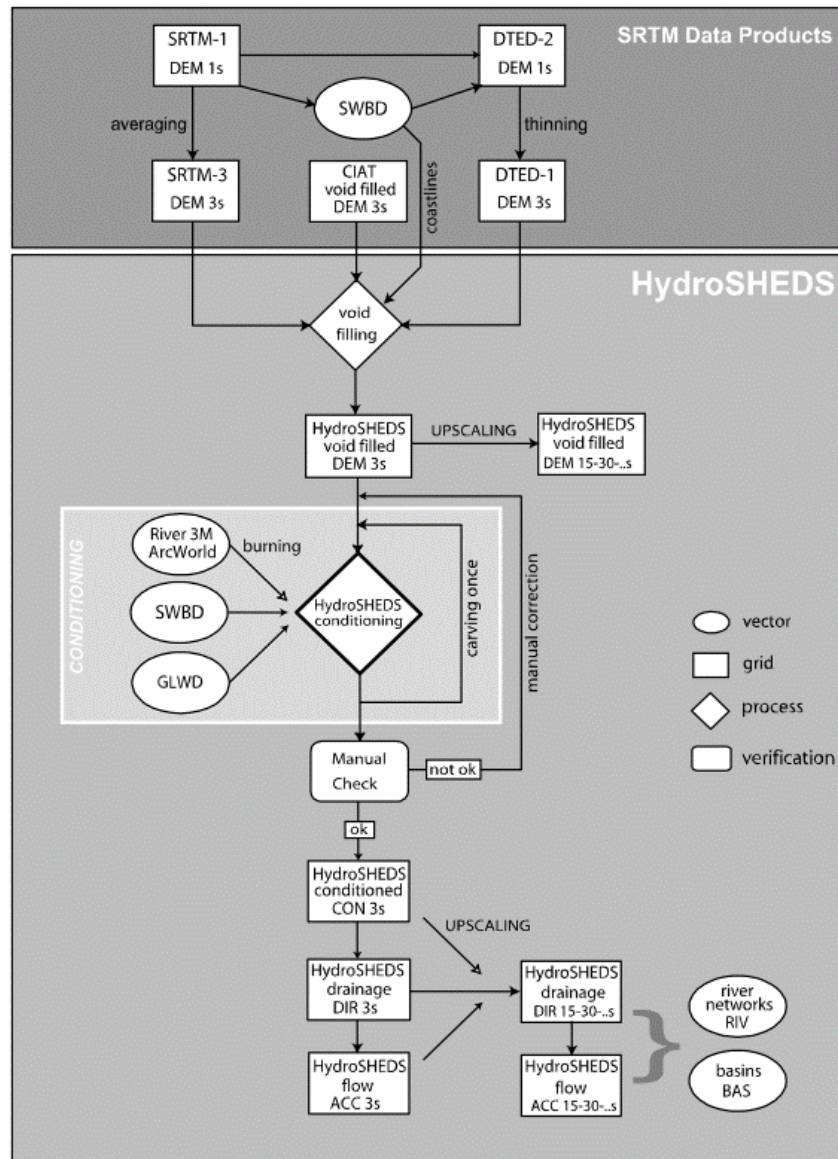 SRTM Data Products
SRTM-1
DEM 1s
DTED-2
DEM 1s
SWBD
averaging
thinning
SRTM-3
DEM 3s
CIAT
void filled
DEM 3s
coastlines
DTED-1
DEM 3s
HydroSHEDS
void
filling
HydroSHEDS
void filled
DEM 3s
UPSCALING
HydroSHEDS
void filled
DEM 15-30-..s
CONDITIONING
River 3M
ArcWorld
burning
SWBD
GLWD
HydroSHEDS
conditioning
carving once
manual correction
vector
grid
process
verification
Manual
Check
not ok
ok
HydroSHEDS
conditioned
CON 3s
UPSCALING
HydroSHEDS
drainage
DIR 3s
HydroSHEDS
drainage
DIR 15-30-..s
HydroSHEDS
flow
ACC 3s
HydroSHEDS
flow
ACC 15-30-..s
}
river
networks
RIV
basins
BAS